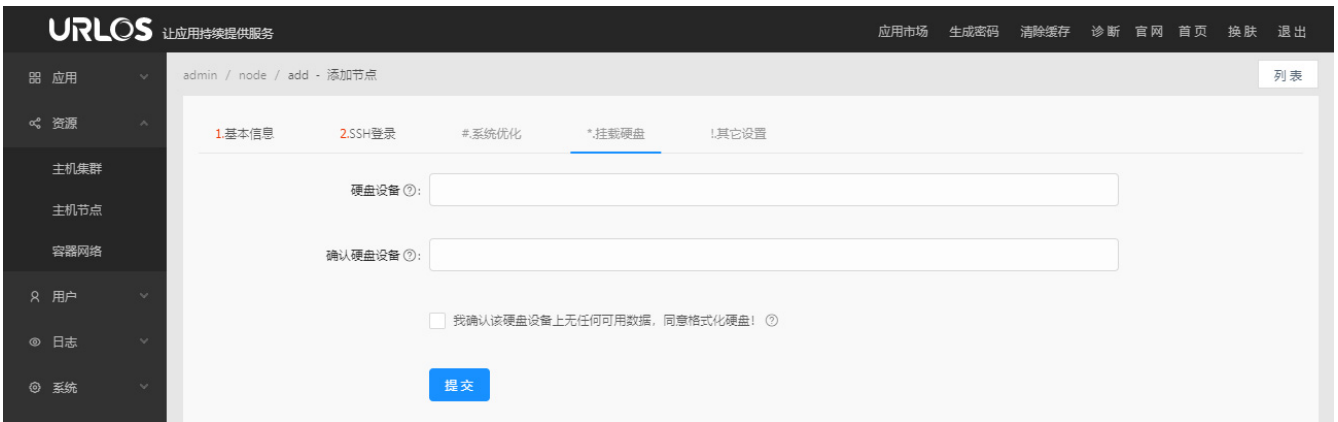 URLOS 让应用持续提供服务
应用市场 生成密码 清除缓存 诊断 官网 首页 换肤 退出
应用
资源
主机集群
主机节点
容器网络
用户
日志
系统
admin / node / add - 添加节点
列表
1.基本信息 2.SSH登录 #.系统优化 *.挂载硬盘 !.其它设置
硬盘设备 ?:
确认硬盘设备 ?:
我确认该硬盘设备上无任何可用数据，同意格式化硬盘! ?
提交